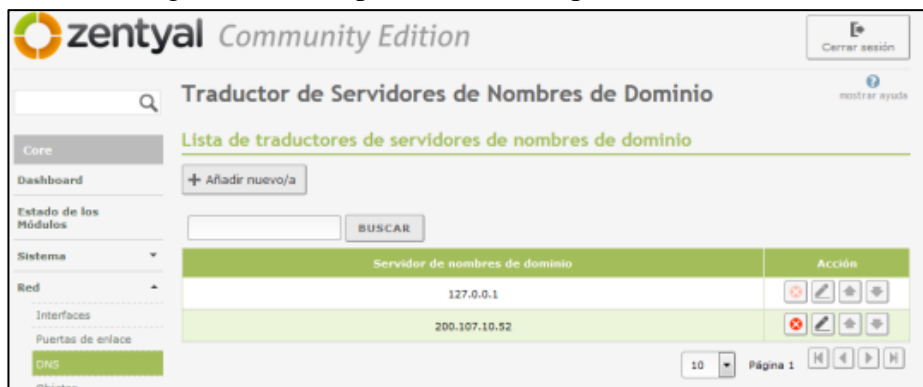 zentyal Community Edition
Cerrar sesión
Traductor de Servidores de Nombres de Dominio
mostrar ayuda
Lista de traductores de servidores de nombres de dominio
Core
Dashboard
+ Añadir nuevo/a
Estado de los
Módulos
BUSCAR
Sistema
Servidor de nombres de dominio Acción
Red
127.0.0.1
Interfaces
200.107.10.52
Puertas de enlace
DNS
10 Página 1